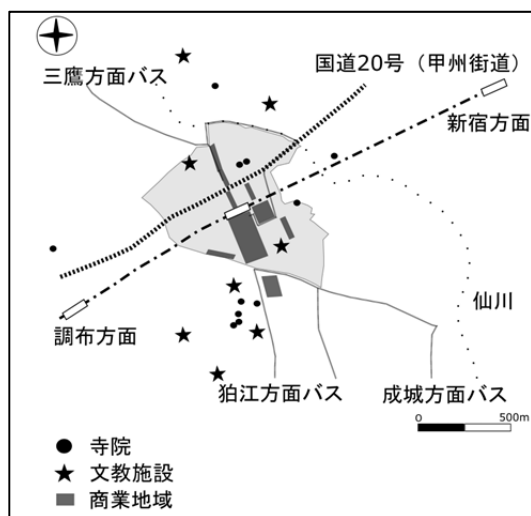 三鷹方面バス
国道20号（甲州街道）
新宿方面
仙川
調布方面
狛江方面バス
成城方面バス
0
500m
寺院
文教施設
商業地域